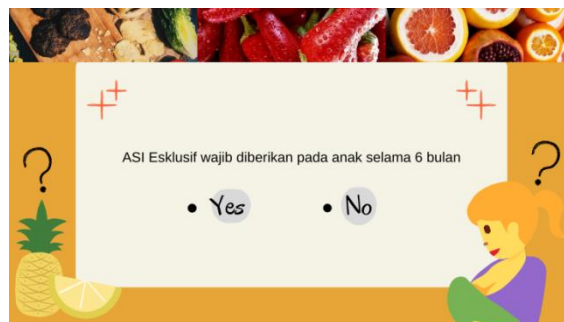 ?
?
ASI Esklusif wajib diberikan pada anak selama 6 bulan
• Yes
• No